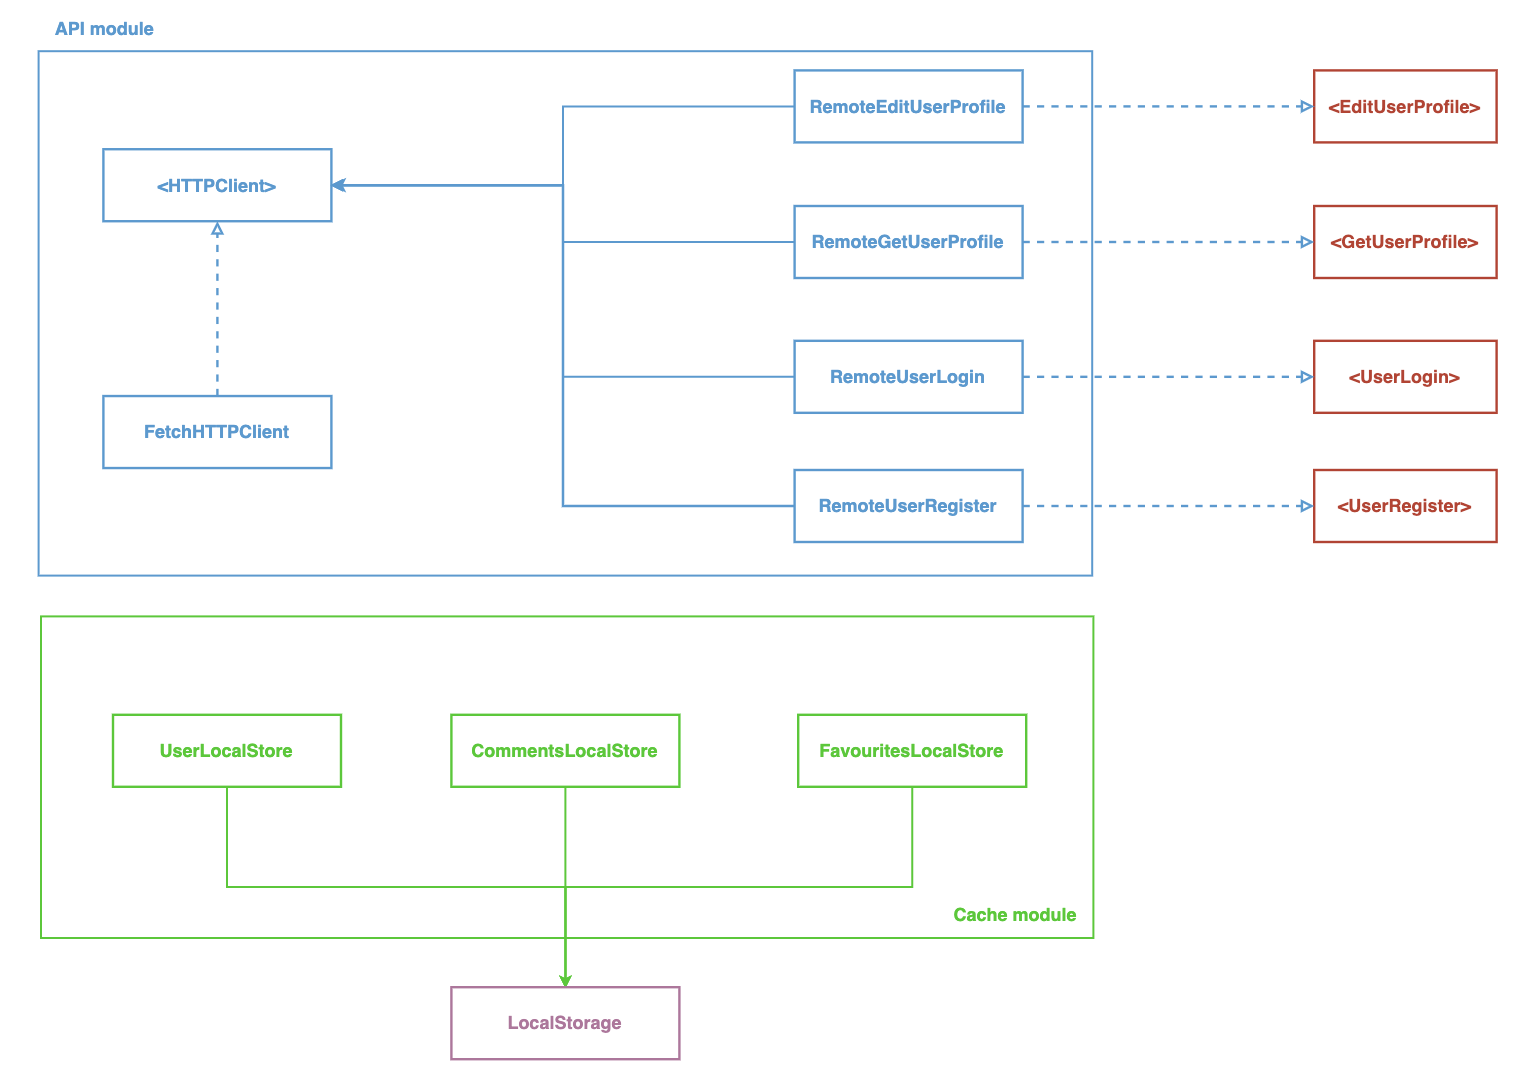 API module
RemoteEditUserProfile
<EditUserProfile>
<HTTPClient>
RemoteGetUserProfile
<GetUserProfile>
RemoteUserLogin
<UserLogin>
FetchHTTPClient
RemoteUserRegister
<UserRegister>
UserLocalStore
CommentsLocalStore
FavouritesLocalStore
Cache module
LocalStorage